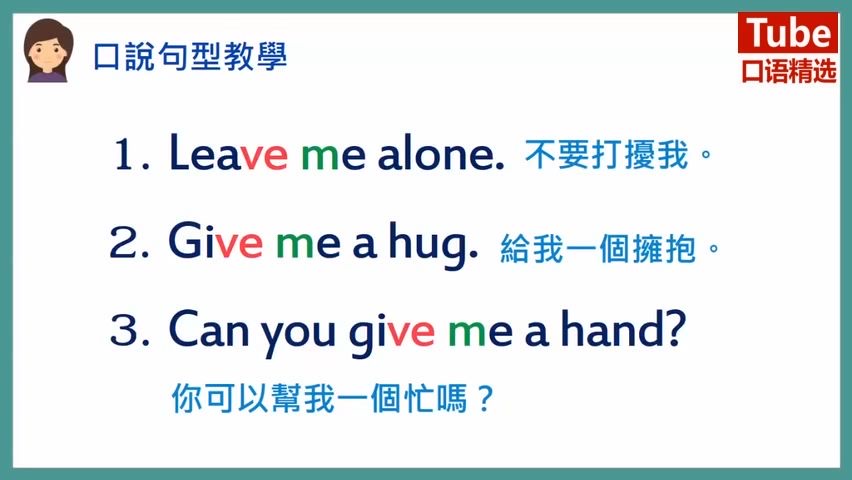 口說句型教學
Tube
口语精选
1. Leave me alone. 不要打擾我。
2. Give me a hug. 給我一個擁抱。
3. Can you give me a hand?
你可以幫我一個忙嗎？